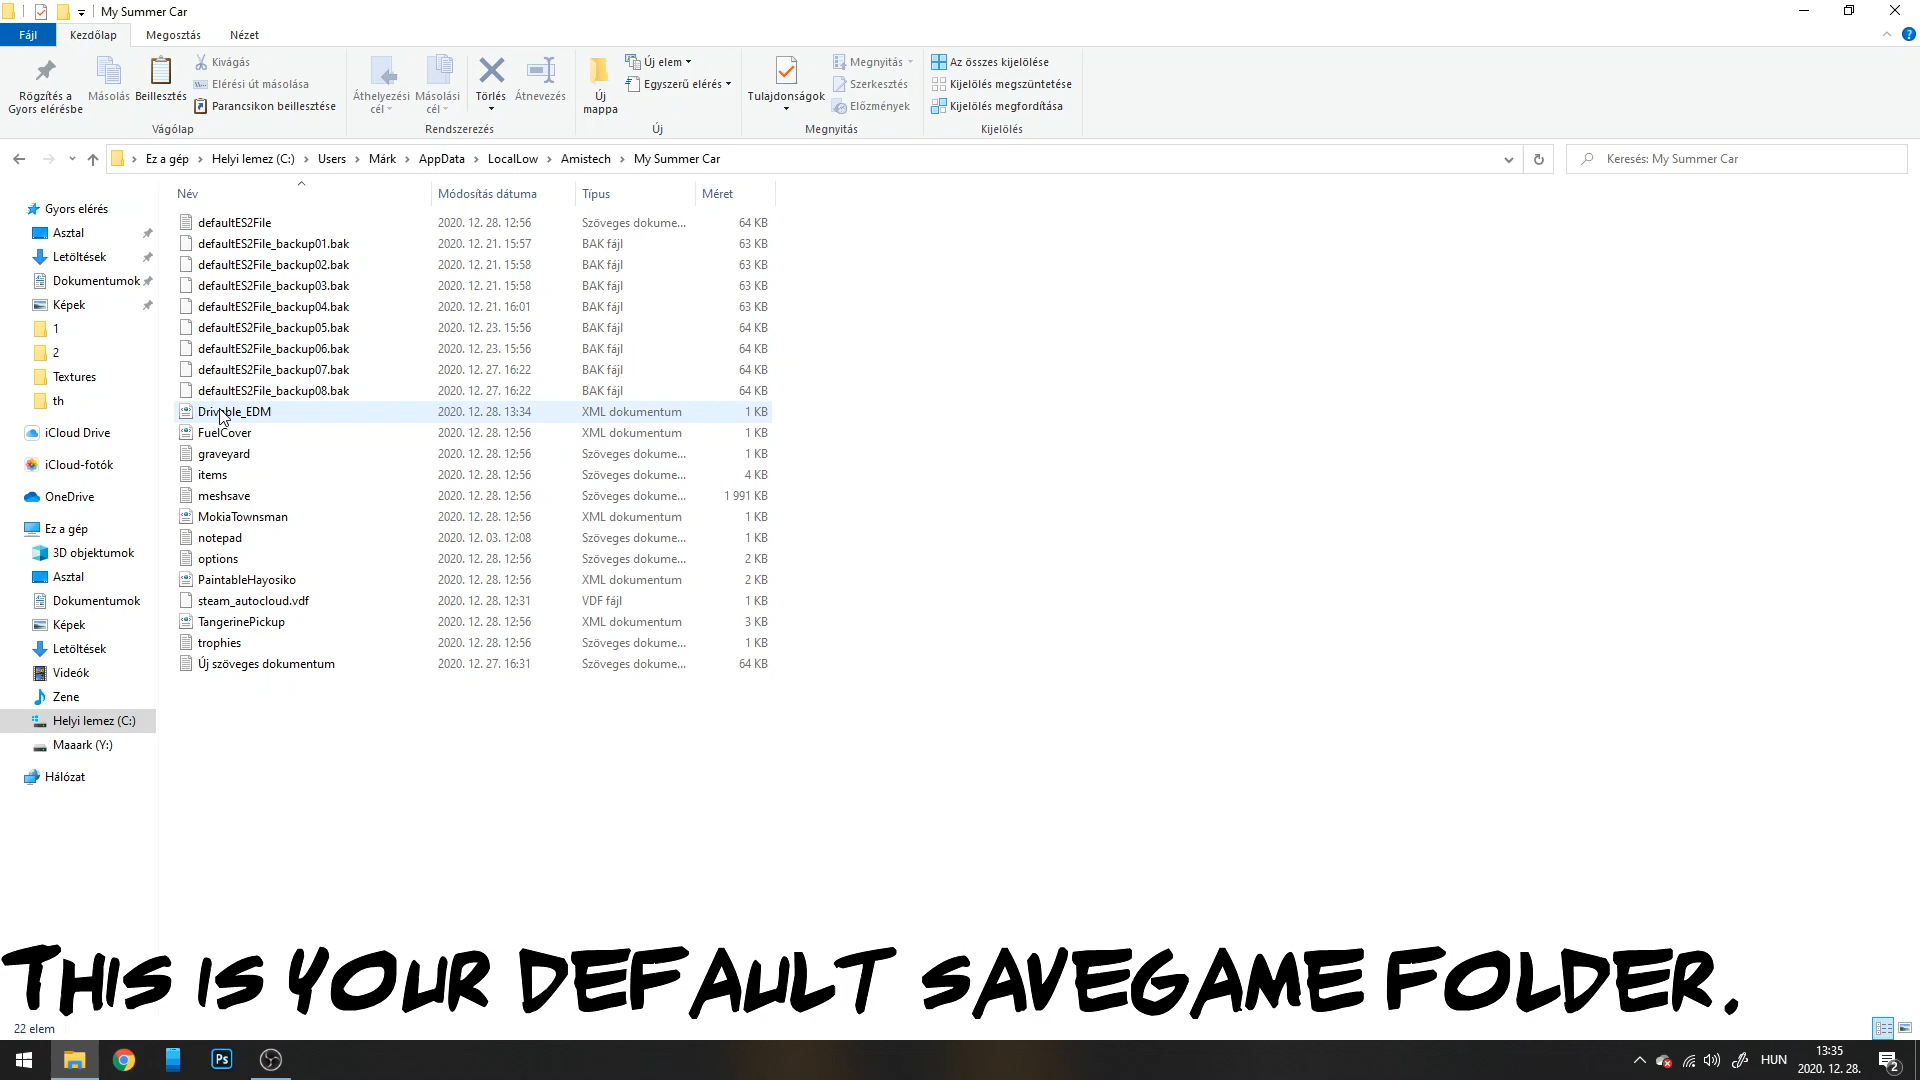 My Summer Car
Fájl Kezdőlap Megosztás Nézet
Rögzítés a Gyors elérésbe
Másolás
Beillesztés
Kivágás
Elérési út másolása
Parancsikon beillesztése
Vágólap
Áthelyezési cél
Másolási cél
Törlés
Átnevezés
Rendszerezés
Új mappa
Új elem
Egyszerű elérés
Új
Tulajdonságok
Megnyitás
Szerkesztés
Előzmények
Megnyitás
Az összes kijelölése
Kijelölés megszüntetése
Kijelölés megfordítása
Kijelölés
Ez a gép > Helyi lemez (C:) > Users > Márk > AppData > LocalLow > Amistech > My Summer Car
Keresés: My Summer Car
Gyors elérés
Asztal
Letöltések
Dokumentumok
Képek
1
2
Textures
th
iCloud Drive
iCloud-fotók
OneDrive
Ez a gép
3D objektumok
Asztal
Dokumentumok
Képek
Letöltések
Videók
Zene
Helyi lemez (C:)
Maaark (Y:)
Hálózat
Név Módosítás dátuma Típus Méret
defaultES2File 2020. 12. 28. 12:56 Szöveges dokume... 64 KB
defaultES2File_backup01.bak 2020. 12. 21. 15:57 BAK fájl 63 KB
defaultES2File_backup02.bak 2020. 12. 21. 15:58 BAK fájl 63 KB
defaultES2File_backup03.bak 2020. 12. 21. 15:58 BAK fájl 63 KB
defaultES2File_backup04.bak 2020. 12. 21. 16:01 BAK fájl 63 KB
defaultES2File_backup05.bak 2020. 12. 23. 15:56 BAK fájl 64 KB
defaultES2File_backup06.bak 2020. 12. 23. 15:56 BAK fájl 64 KB
defaultES2File_backup07.bak 2020. 12. 27. 16:22 BAK fájl 64 KB
defaultES2File_backup08.bak 2020. 12. 27. 16:22 BAK fájl 64 KB
Drivable_EDM 2020. 12. 28. 13:34 XML dokumentum 1 KB
FuelCover 2020. 12. 28. 12:56 XML dokumentum 1 KB
graveyard 2020. 12. 28. 12:56 Szöveges dokume... 1 KB
items 2020. 12. 28. 12:56 Szöveges dokume... 4 KB
meshsave 2020. 12. 28. 12:56 Szöveges dokume... 1 991 KB
MokiaTownsman 2020. 12. 28. 12:56 XML dokumentum 1 KB
notepad 2020. 12. 03. 12:08 Szöveges dokume... 1 KB
options 2020. 12. 28. 12:56 Szöveges dokume... 2 KB
PaintableHayosiko 2020. 12. 28. 12:56 XML dokumentum 2 KB
steam_autocloud.vdf 2020. 12. 28. 12:31 VDF fájl 1 KB
TangerinePickup 2020. 12. 28. 12:56 XML dokumentum 3 KB
trophies 2020. 12. 28. 12:56 Szöveges dokume... 1 KB
Új szöveges dokumentum 2020. 12. 27. 16:31 Szöveges dokume... 64 KB
THIS IS YOUR DEFAULT SAVEGAME FOLDER.
22 elem
Ps
HUN
13:35
2020. 12. 28.
2